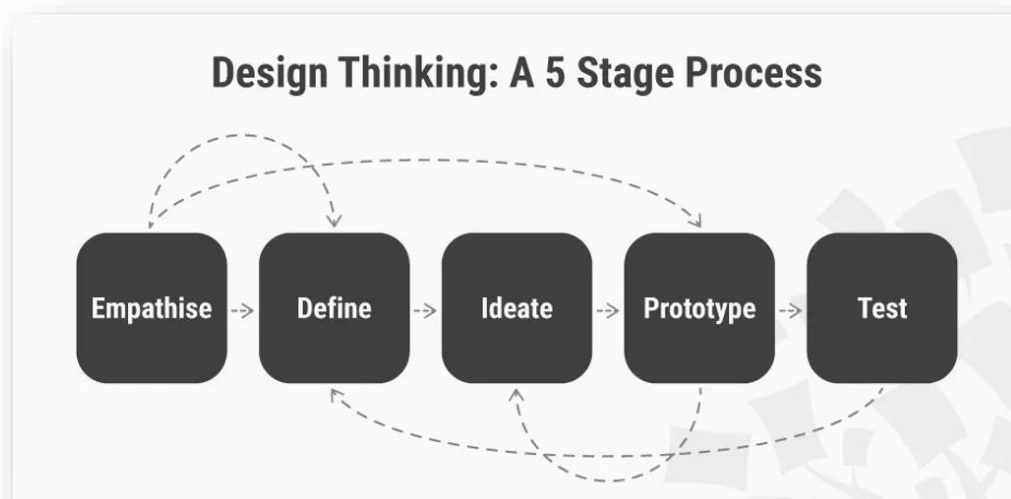 Design Thinking: A 5 Stage Process
Empathise
Define
Ideate
Prototype
Test